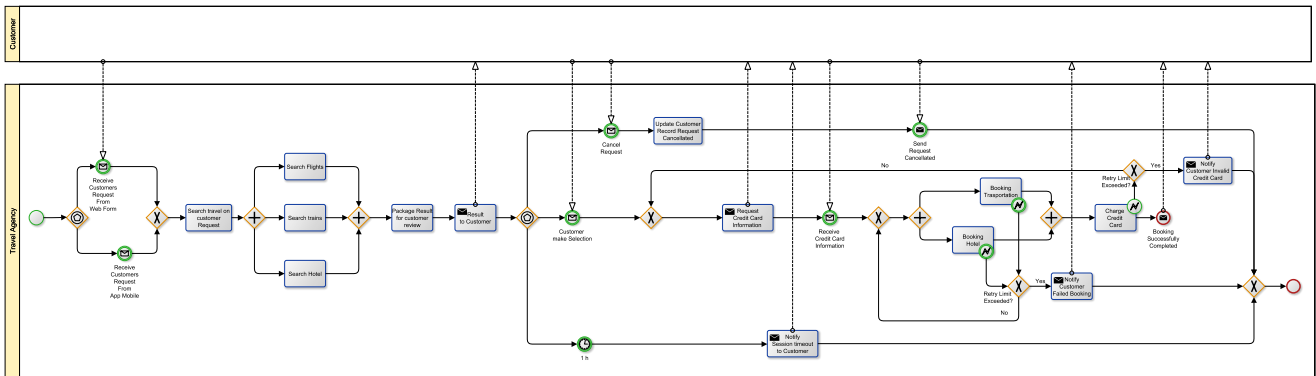 Customer
Travel Agency
Receive
Customers
Request
From
Web Form
Receive
Customers
Request
From
App Mobile
Search travel on
customer
Request
Search Flights
Search trains
Search Hotel
Package Result
for customer
review
Result
to Customer
Cancel
Request
Update Customer
Record Request
Cancellated
Send
Request
Cancellated
Customer
make Selection
1 h
Notify
Session timeout
to Customer
No
Request
Credit Card
Information
Receive
Credit Card
Information
Booking
Trasportation
Booking
Hotel
Retry Limit
Exceeded?
Yes
No
Notify
Customer
Failed Booking
Charge
Credit
Card
Retry Limit
Exceeded?
Yes
Notify
Customer Invalid
Credit Card
Booking
Successfully
Completed